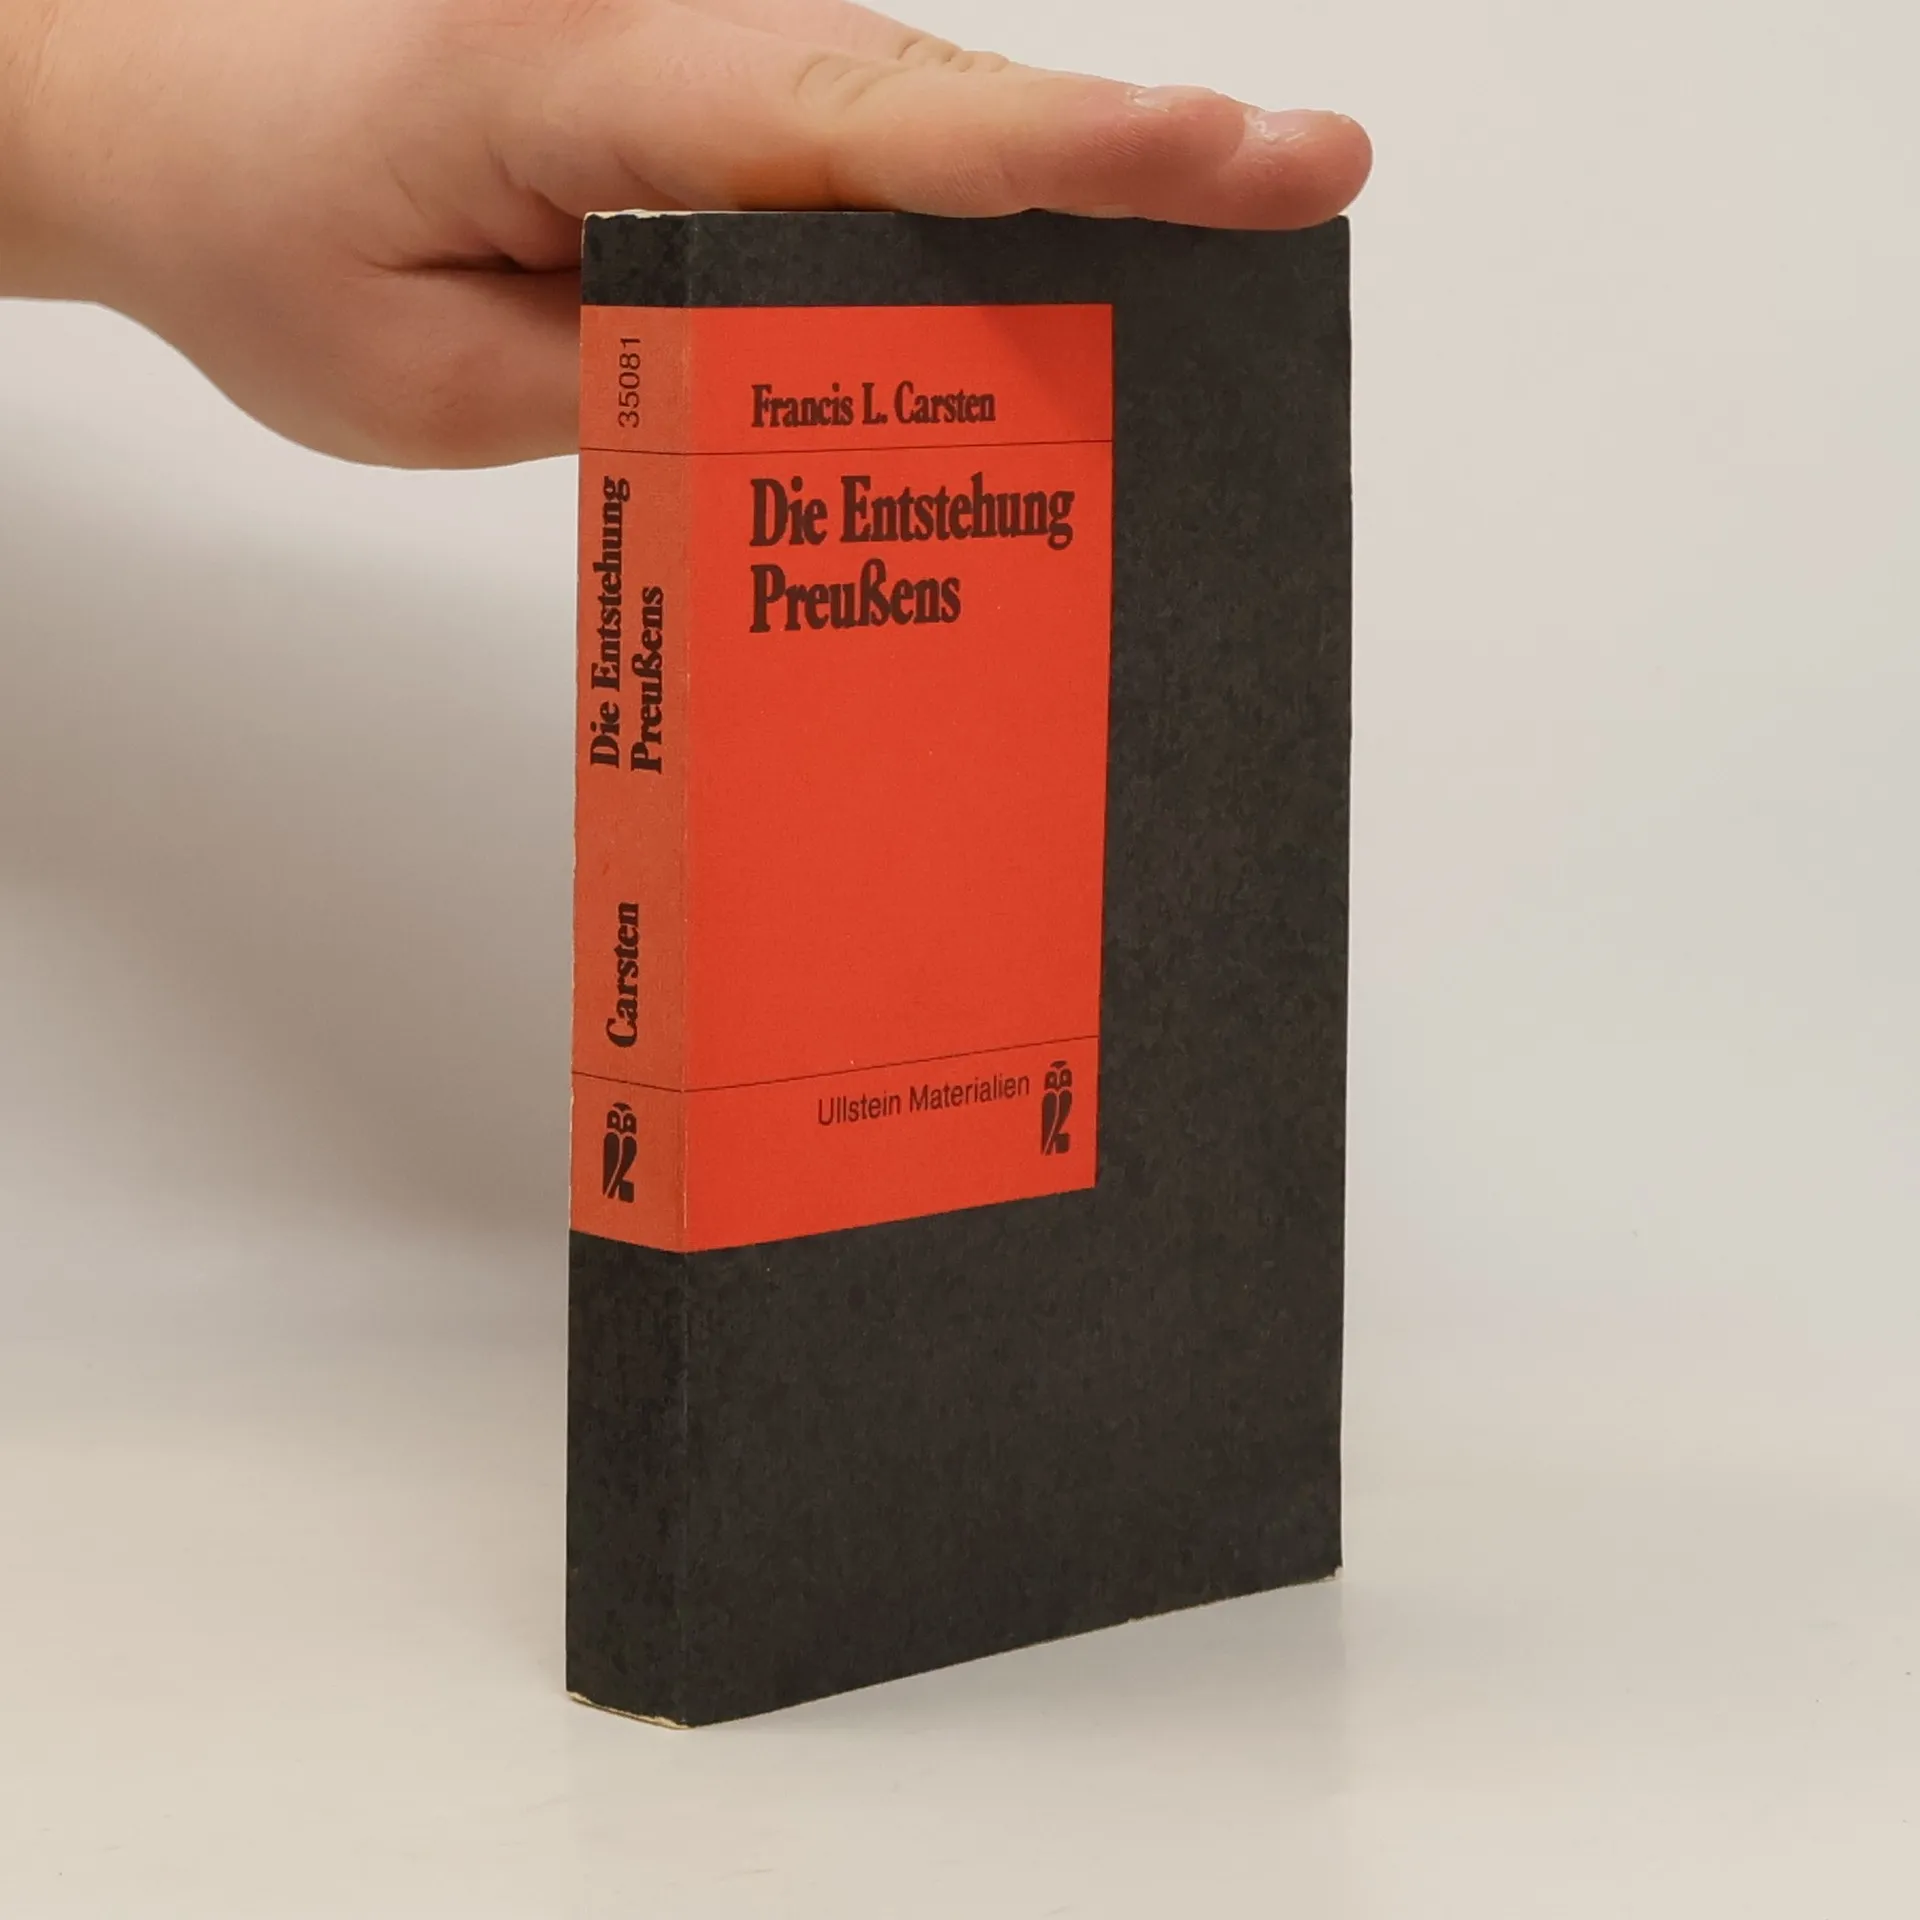 35081
Die Entstehung
Preußens
Carsten
Francis L. Carsten
Die Entstehung
Preußens
Ullstein Materialien